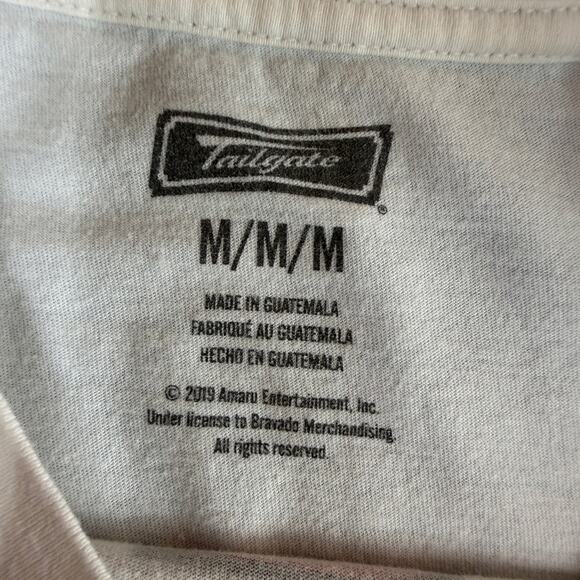 Tailgate
®
M/M/M
MADE IN GUATEMALA
FABRIQUÉ AU GUATEMALA
HECHO EN GUATEMALA
© 2019 Amaru Entertainment, Inc.
Under license to Bravado Merchandising.
All rights reserved.